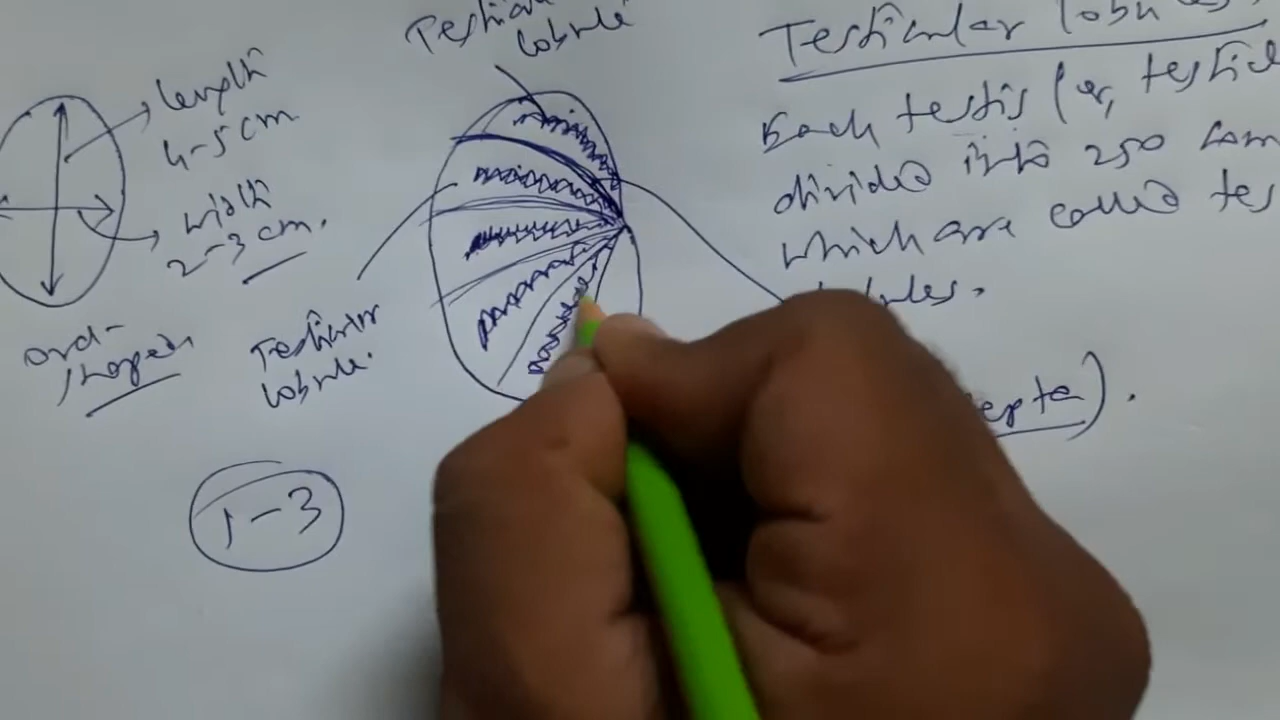 Testicular
lobule
length
4-5 cm
width
2-3 cm.
oval-
shaped
Testicular
lobule.
1-3
Testicular lobules
Each testis (or, testicl
divided into 250 com
which are called tes
lobules.
septa).